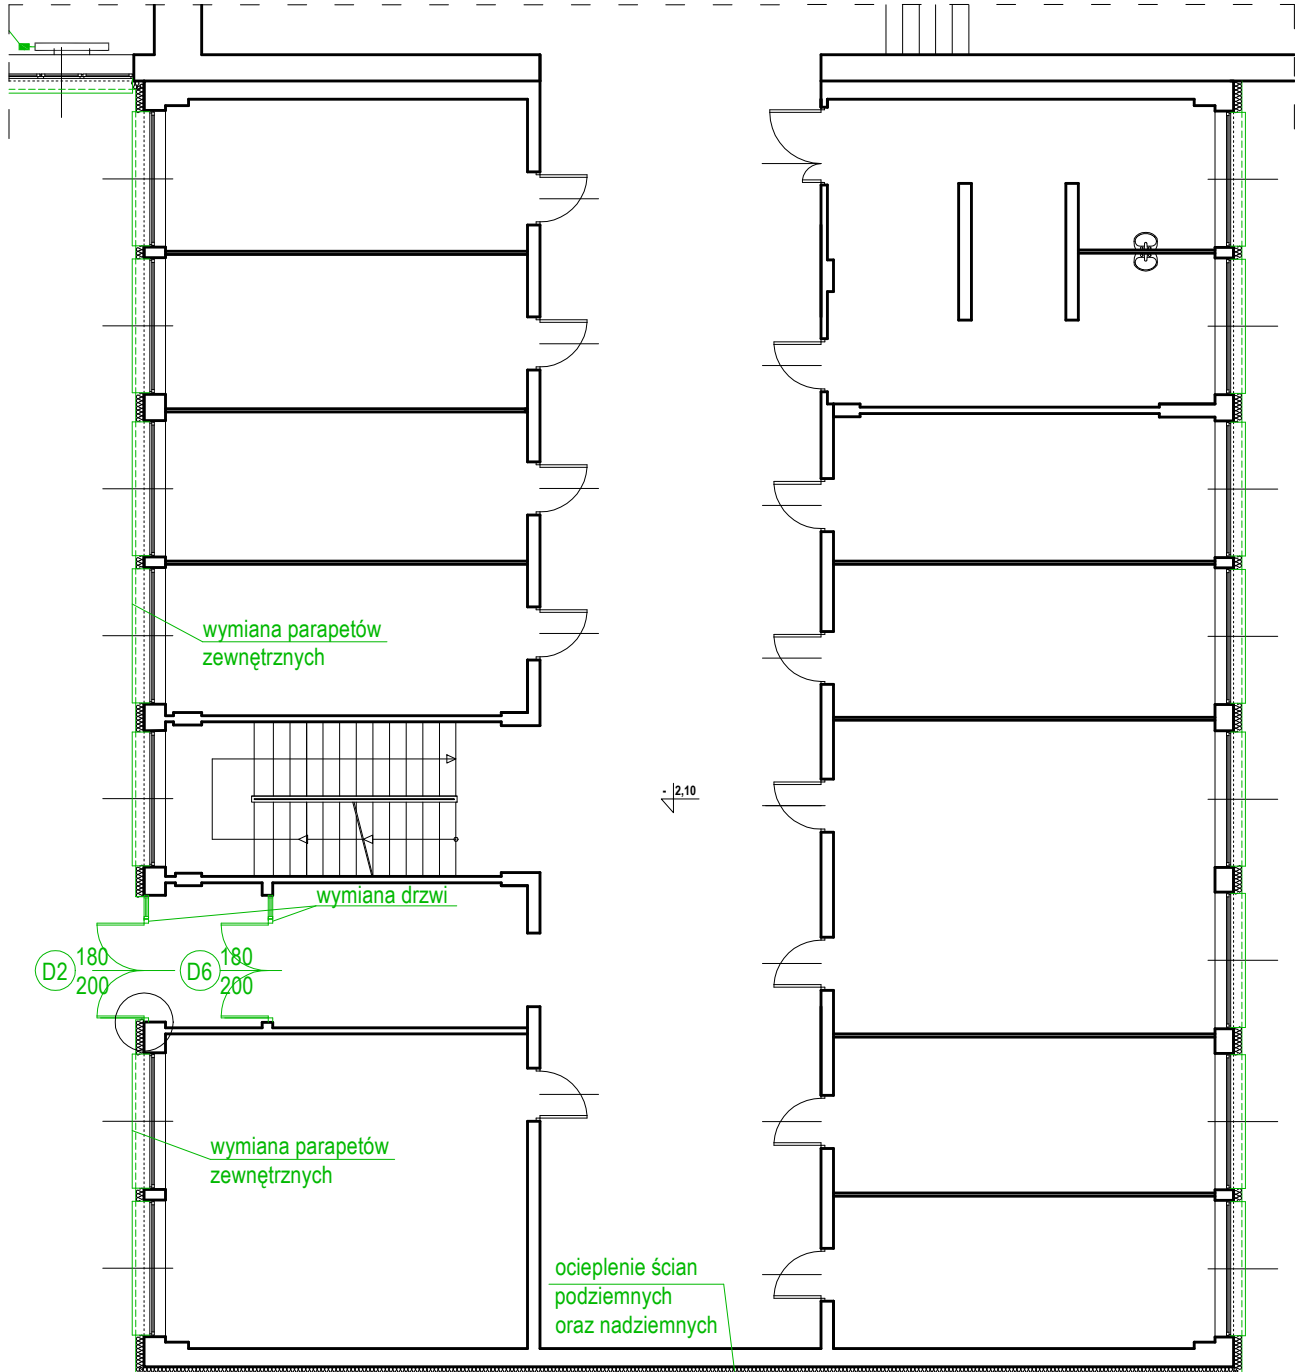 wymiana parapetów
zewnętrznych
- 2,10
wymiana drzwi
D2 180
200
D6 180
200
wymiana parapetów
zewnętrznych
ocieplenie ścian
podziemnych
oraz nadziemnych